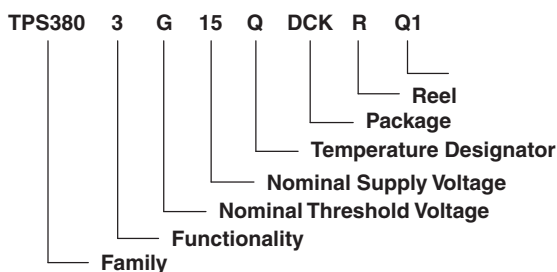 TPS380 3 G 15 Q DCK R Q1
Reel
Package
Temperature Designator
Nominal Supply Voltage
Nominal Threshold Voltage
Functionality
Family